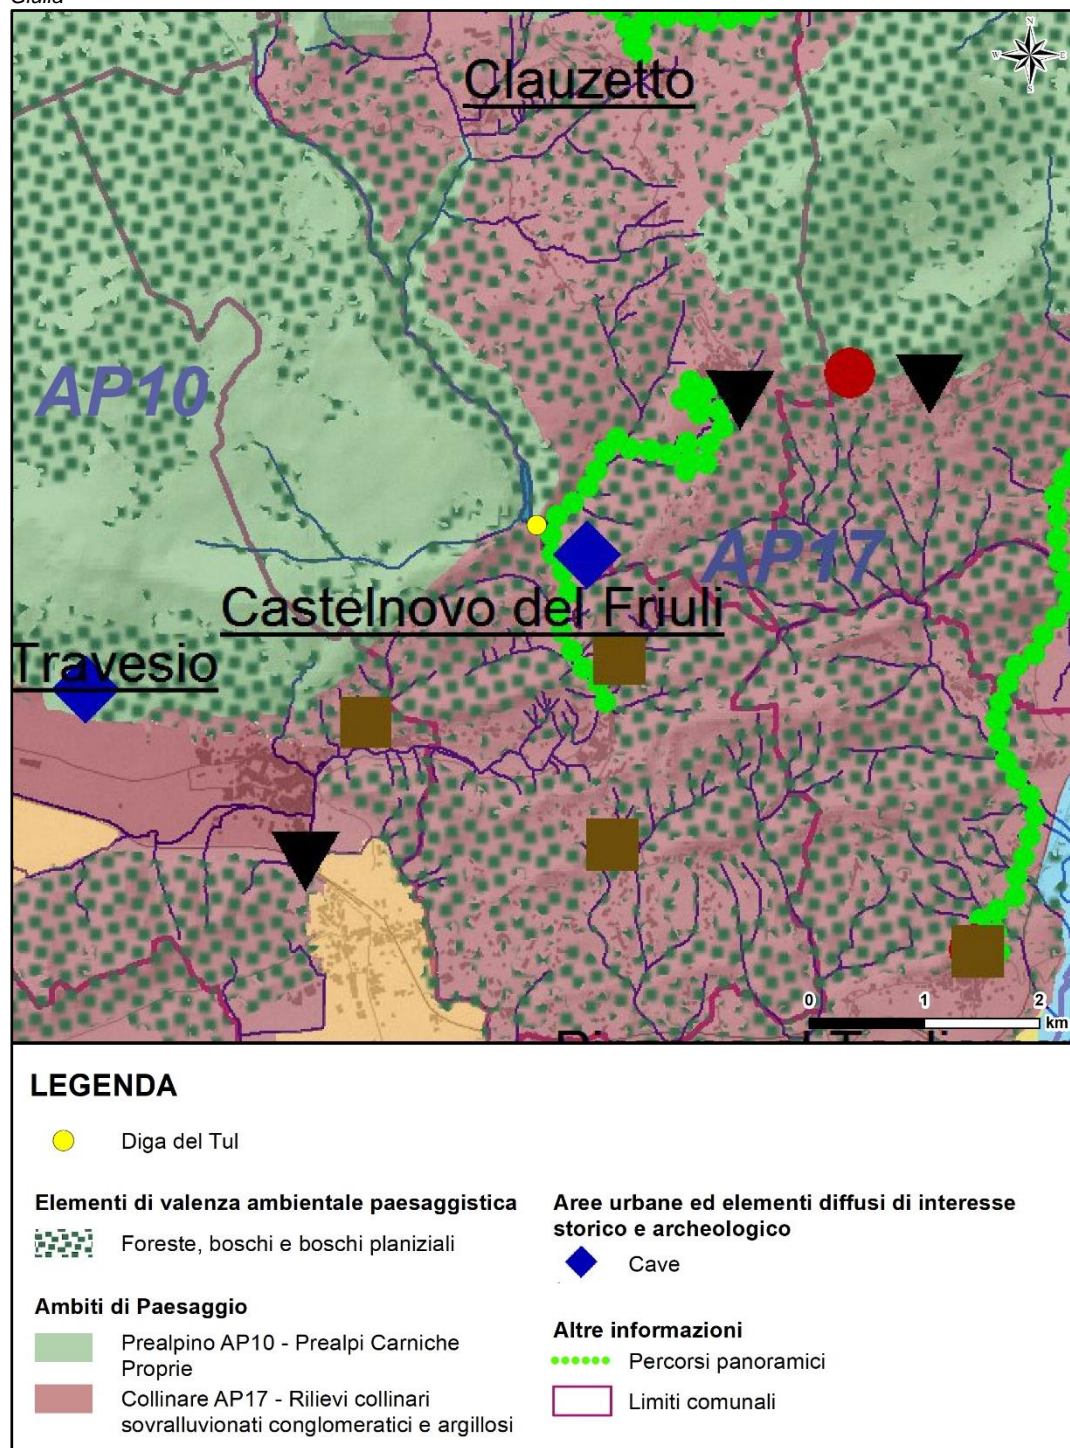 Giulia
N
W
E
S
Clauzetto
AP10
AP17
Castelnovo del Friuli
Travesio
0 1 2
km
LEGENDA
Diga del Tul
Elementi di valenza ambientale paesaggistica
Foreste, boschi e boschi planiziali
Ambiti di Paesaggio
Prealpino AP10 - Prealpi Carniche
Proprie
Collinare AP17 - Rilievi collinari
sovralluvionati conglomeratici e argillosi
Aree urbane ed elementi diffusi di interesse
storico e archeologico
Cave
Altre informazioni
Percorsi panoramici
Limiti comunali